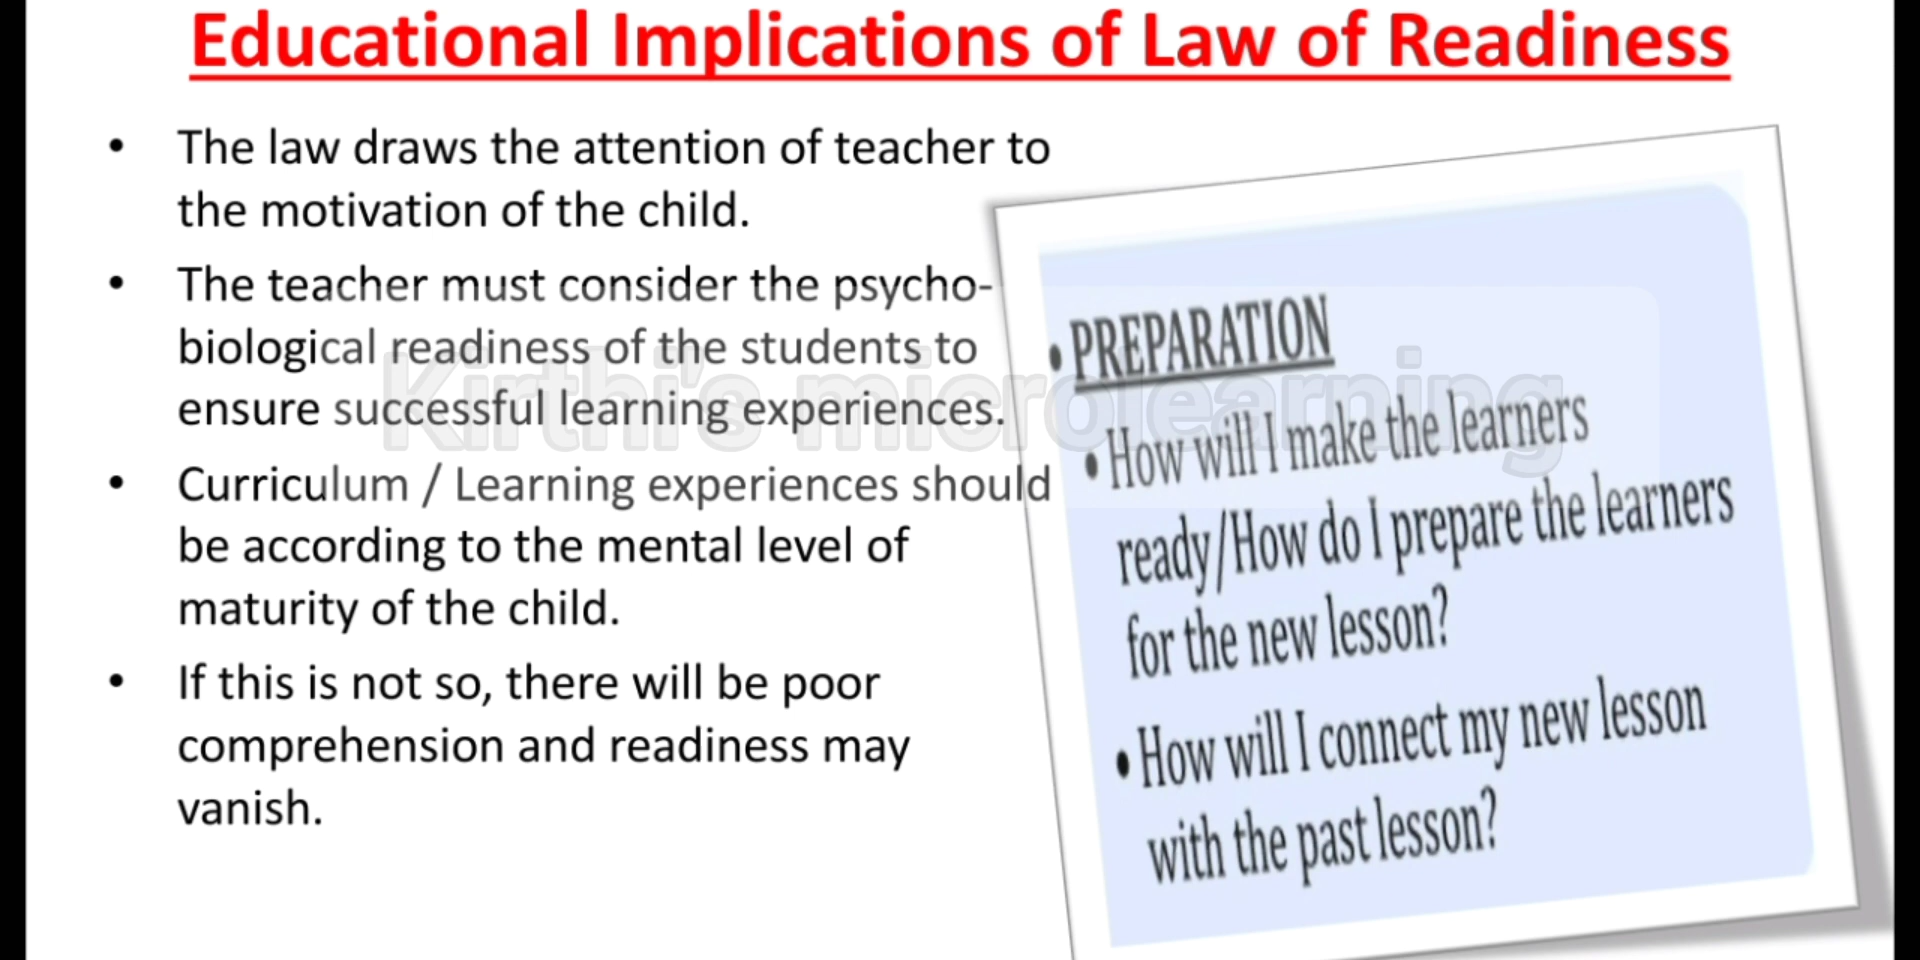 Educational Implications of Law of Readiness
• The law draws the attention of teacher to
the motivation of the child.
• The teacher must consider the psycho-
biological readiness of the students to
ensure successful learning experiences.
• Curriculum / Learning experiences should
be according to the mental level of
maturity of the child.
• If this is not so, there will be poor
comprehension and readiness may
vanish.
• PREPARATION
• How will I make the learners
ready/How do I prepare the learners
for the new lesson?
• How will I connect my new lesson
with the past lesson?
Kirthi's microlearning